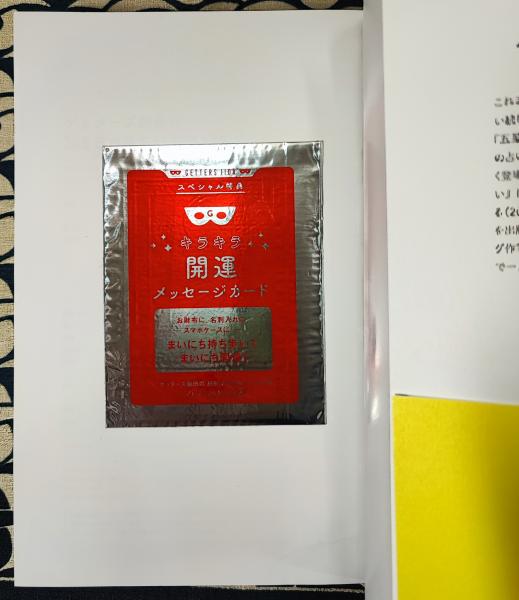 GETTERS IIDA
スペシャル特典
G
キラキラ
開運
メッセージカード
お財布に、名刺入れに、
スマホケースに…
まいにち持ち歩いて
まいにち開運!
これま
い続け
「五星
の占い
く登場
い』
る(20
を出版
グ作
で一